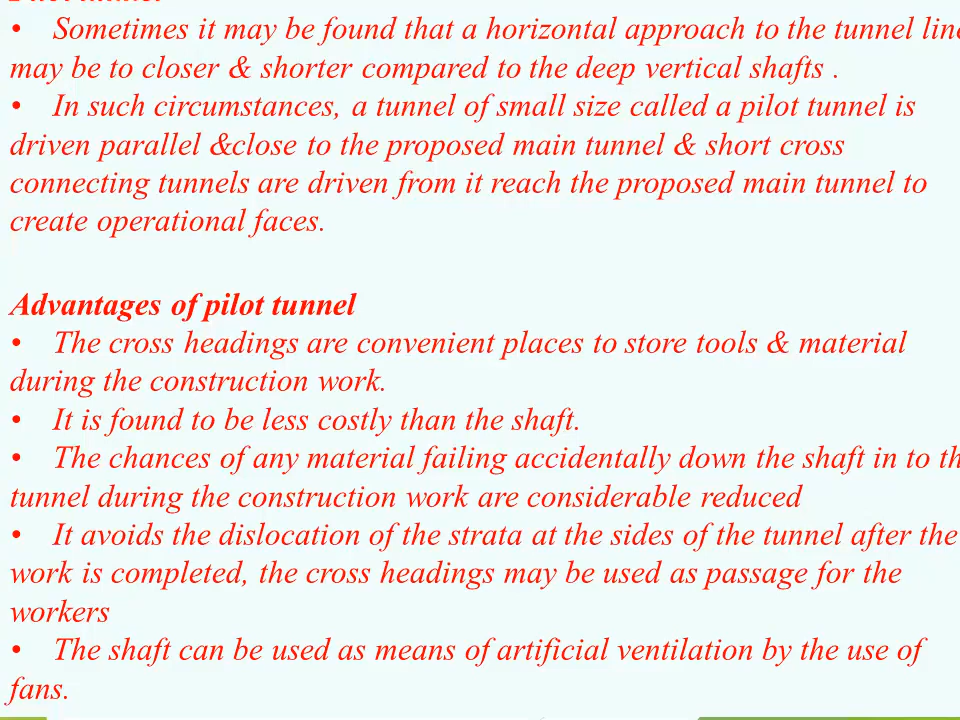 • Sometimes it may be found that a horizontal approach to the tunnel line
may be to closer & shorter compared to the deep vertical shafts .
• In such circumstances, a tunnel of small size called a pilot tunnel is
driven parallel &close to the proposed main tunnel & short cross
connecting tunnels are driven from it reach the proposed main tunnel to
create operational faces.
Advantages of pilot tunnel
• The cross headings are convenient places to store tools & material
during the construction work.
• It is found to be less costly than the shaft.
• The chances of any material failing accidentally down the shaft in to th
tunnel during the construction work are considerable reduced
• It avoids the dislocation of the strata at the sides of the tunnel after the
work is completed, the cross headings may be used as passage for the
workers
• The shaft can be used as means of artificial ventilation by the use of
fans.